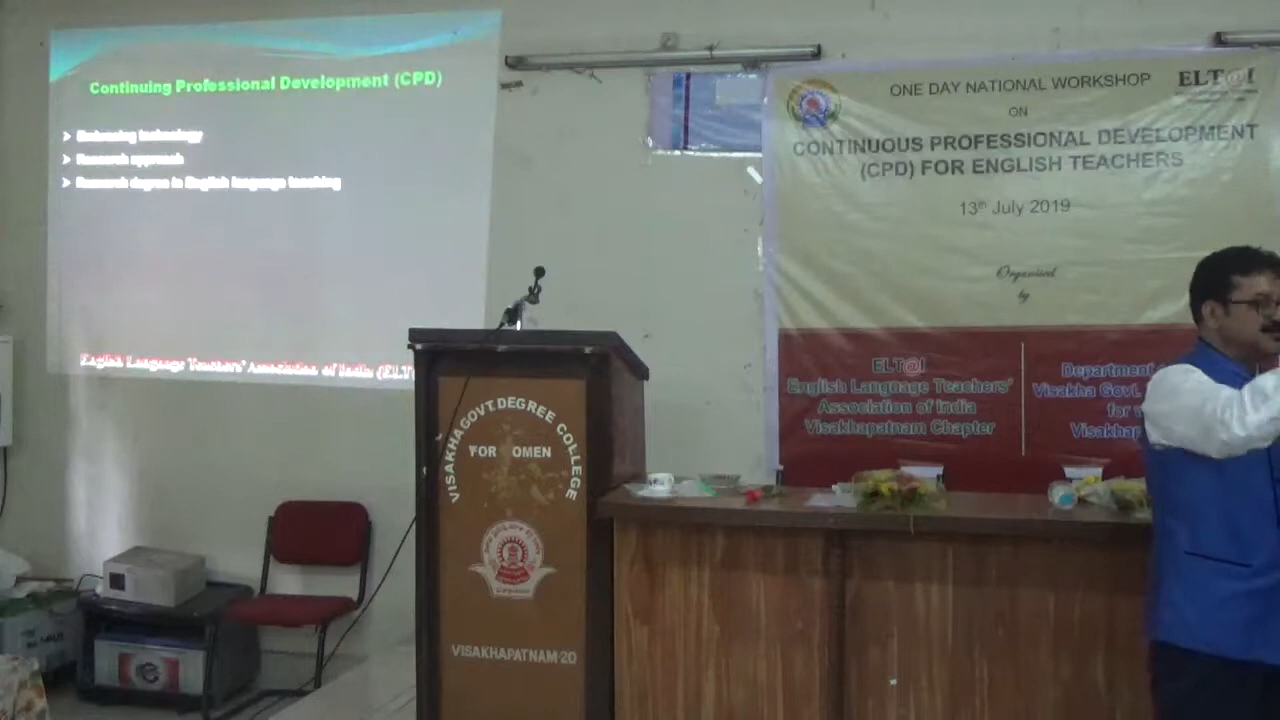 Continuing Professional Development (CPD)
Enhancing technology
Research approach
Research degree in English language teaching
English Language Teachers' Association of India (ELT
VISAKHA GOVT. DEGREE COLLEGE
FOR OMEN
VISAKHAPATNAM-20
ONE DAY NATIONAL WORKSHOP
ELT@I
ON
CONTINUOUS PROFESSIONAL DEVELOPMENT
(CPD) FOR ENGLISH TEACHERS
13th July 2019
Organised
by
ELT@I
English Language Teachers'
Association of India
Visakhapatnam Chapter
Department
Visakha Govt.
for
Visakhap